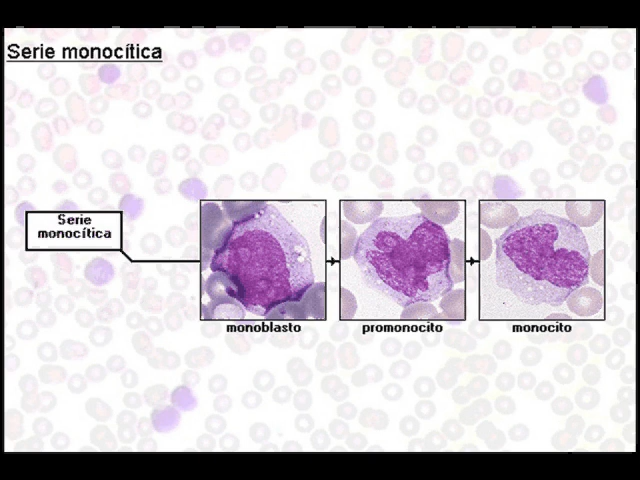 Serie monocítica
Serie
monocítica
monoblasto
promonocito
monocito